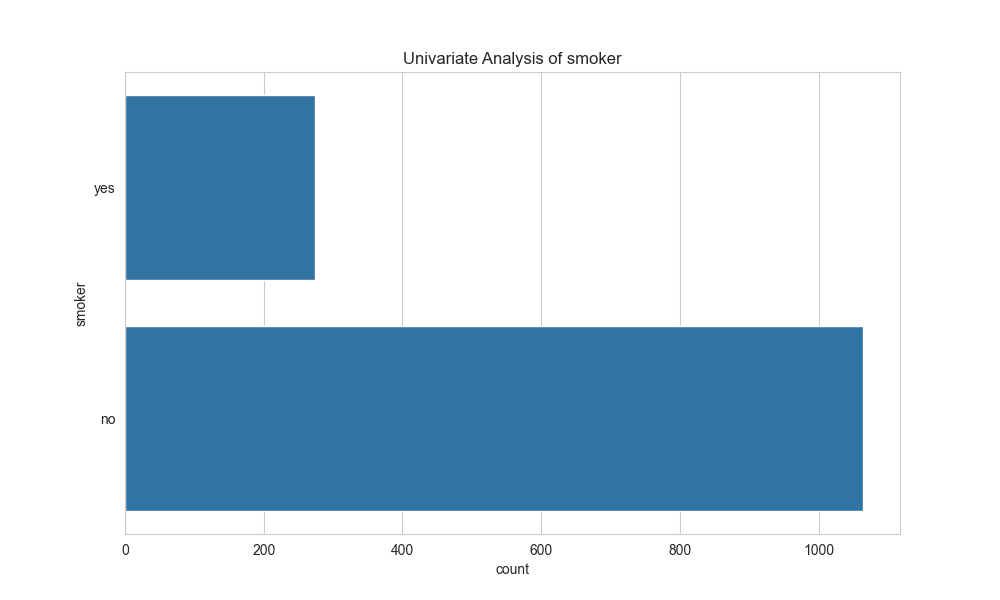 Univariate Analysis of smoker
yes
smoker
no
0 200 400 600 800 1000
count